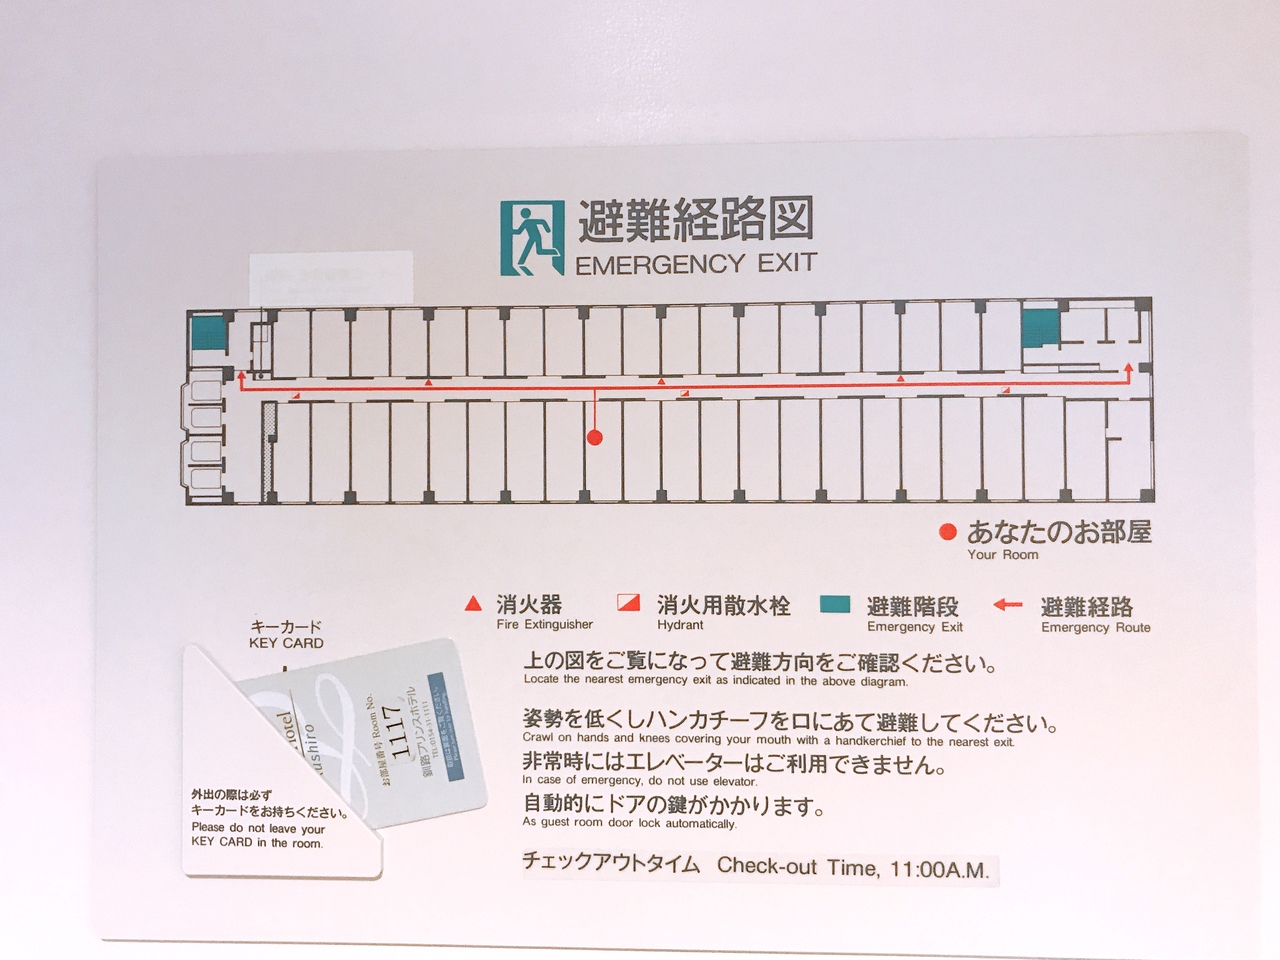 避難経路図
EMERGENCY EXIT
あなたのお部屋
Your Room
消火器
Fire Extinguisher
消火用散水栓
Hydrant
避難階段
Emergency Exit
避難経路
Emergency Route
キーカード
KEY CARD
otel
ushiro
お部屋番号 Room No.
1117
釧路プリンスホテル
TEL:0154-31-1111
外出の際は必ず
キーカードをお持ちください。
Please do not leave your
KEY CARD in the room.
上の図をご覧になって避難方向をご確認ください。
Locate the nearest emergency exit as indicated in the above diagram.
姿勢を低くしハンカチーフを口にあて避難してください。
Crawl on hands and knees covering your mouth with a handkerchief to the nearest exit.
非常時にはエレベーターはご利用できません。
In case of emergency, do not use elevator.
自動的にドアの鍵がかかります。
As guest room door lock automatically.
チェックアウトタイム Check-out Time, 11:00A.M.